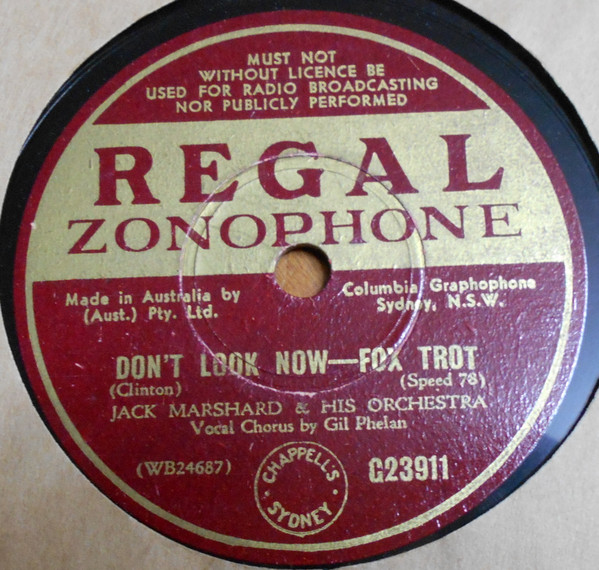 MUST NOT
WITHOUT LICENCE BE
USED FOR RADIO BROADCASTING
NOR PUBLICLY PERFORMED
REGAL
ZONOPHONE
Made in Australia by Columbia Graphophone
(Aust.) Pty. Ltd. Sydney, N.S.W.
DON'T LOOK NOW—FOX TROT
(Clinton) (Speed 78)
JACK MARSHARD & HIS ORCHESTRA
Vocal Chorus by Gil Phelan
(WB24687) G23911
CHAPPELLS
SYDNEY